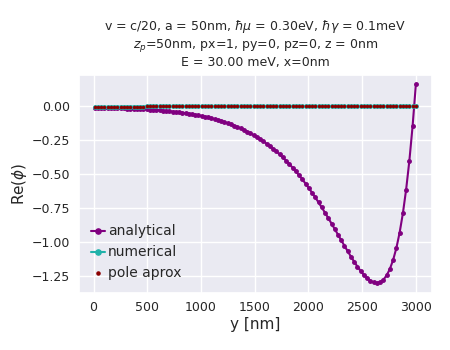 v = c/20, a = 50nm, ℏμ = 0.30eV, ℏγ = 0.1meV
zₚ=50nm, px=1, py=0, pz=0, z = 0nm
E = 30.00 meV, x=0nm
0.00
−0.25
−0.50
−0.75
−1.00
−1.25
Re(ϕ)
analytical
numerical
pole aprox
0 500 1000 1500 2000 2500 3000
y [nm]